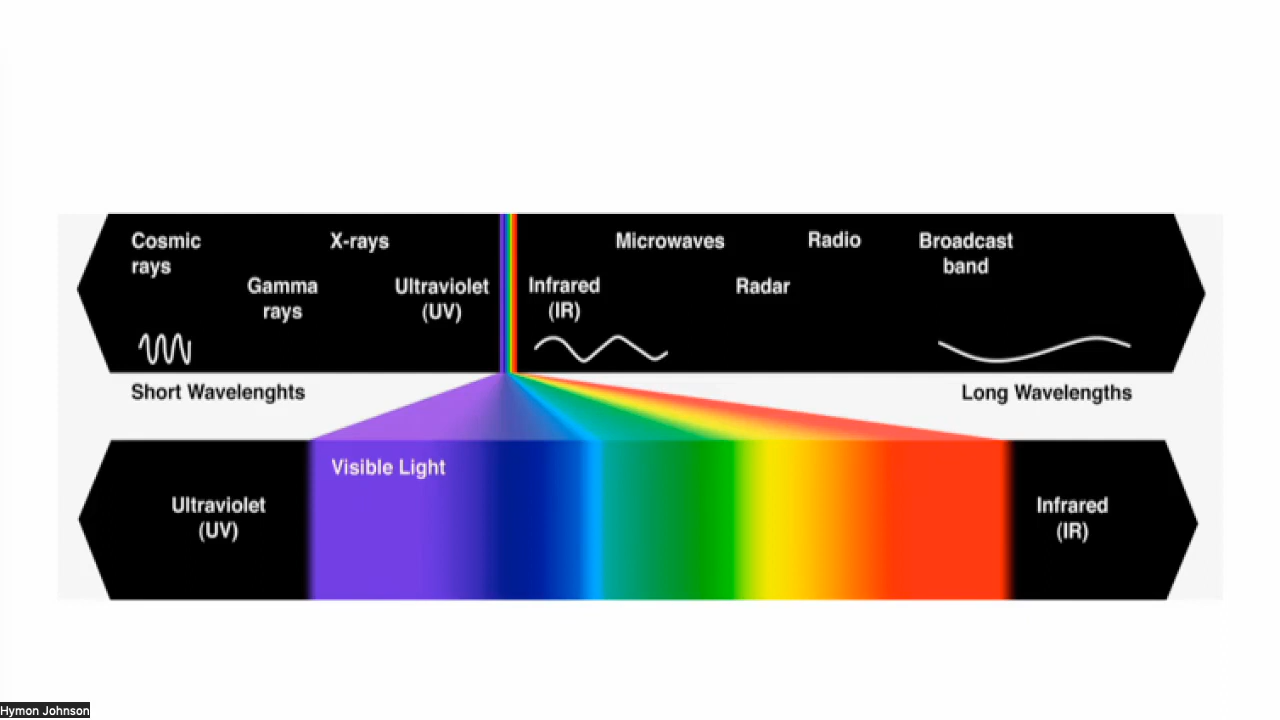 Cosmic
rays
Gamma
rays
X-rays
Ultraviolet
(UV)
Infrared
(IR)
Microwaves
Radar
Radio
Broadcast
band
Short Wavelenghts
Long Wavelengths
Visible Light
Ultraviolet
(UV)
Infrared
(IR)
Hymon Johnson